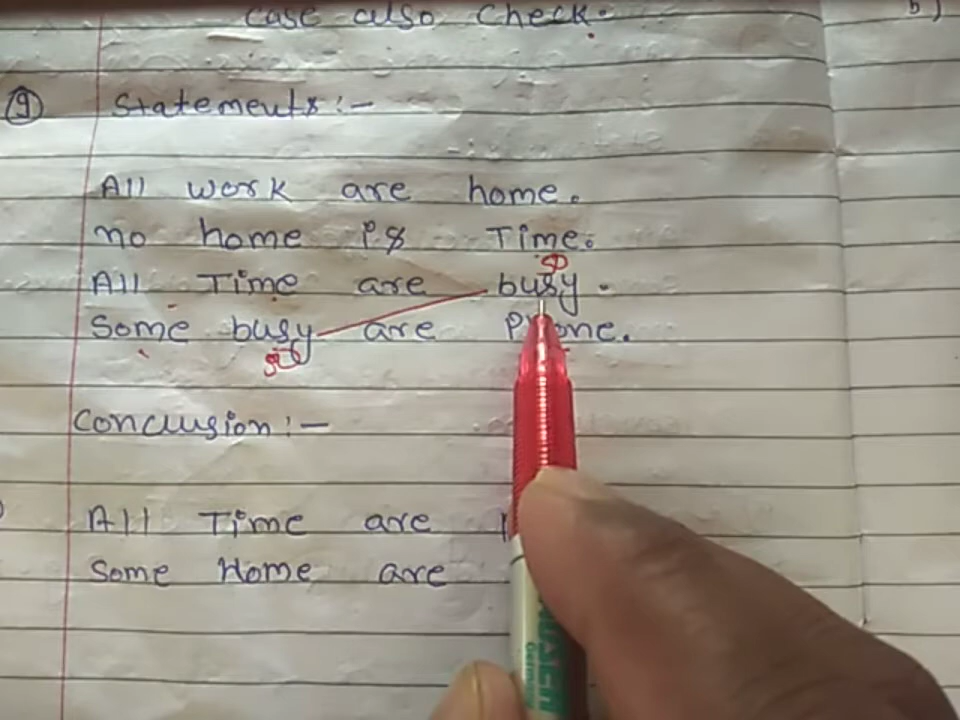 case also check.
b)
9 Statements :-
All work are home.
no home is Time.
All Time are busy.
Some busy are Phone.
Conclusion :-
All Time are
Some Home are
Germany